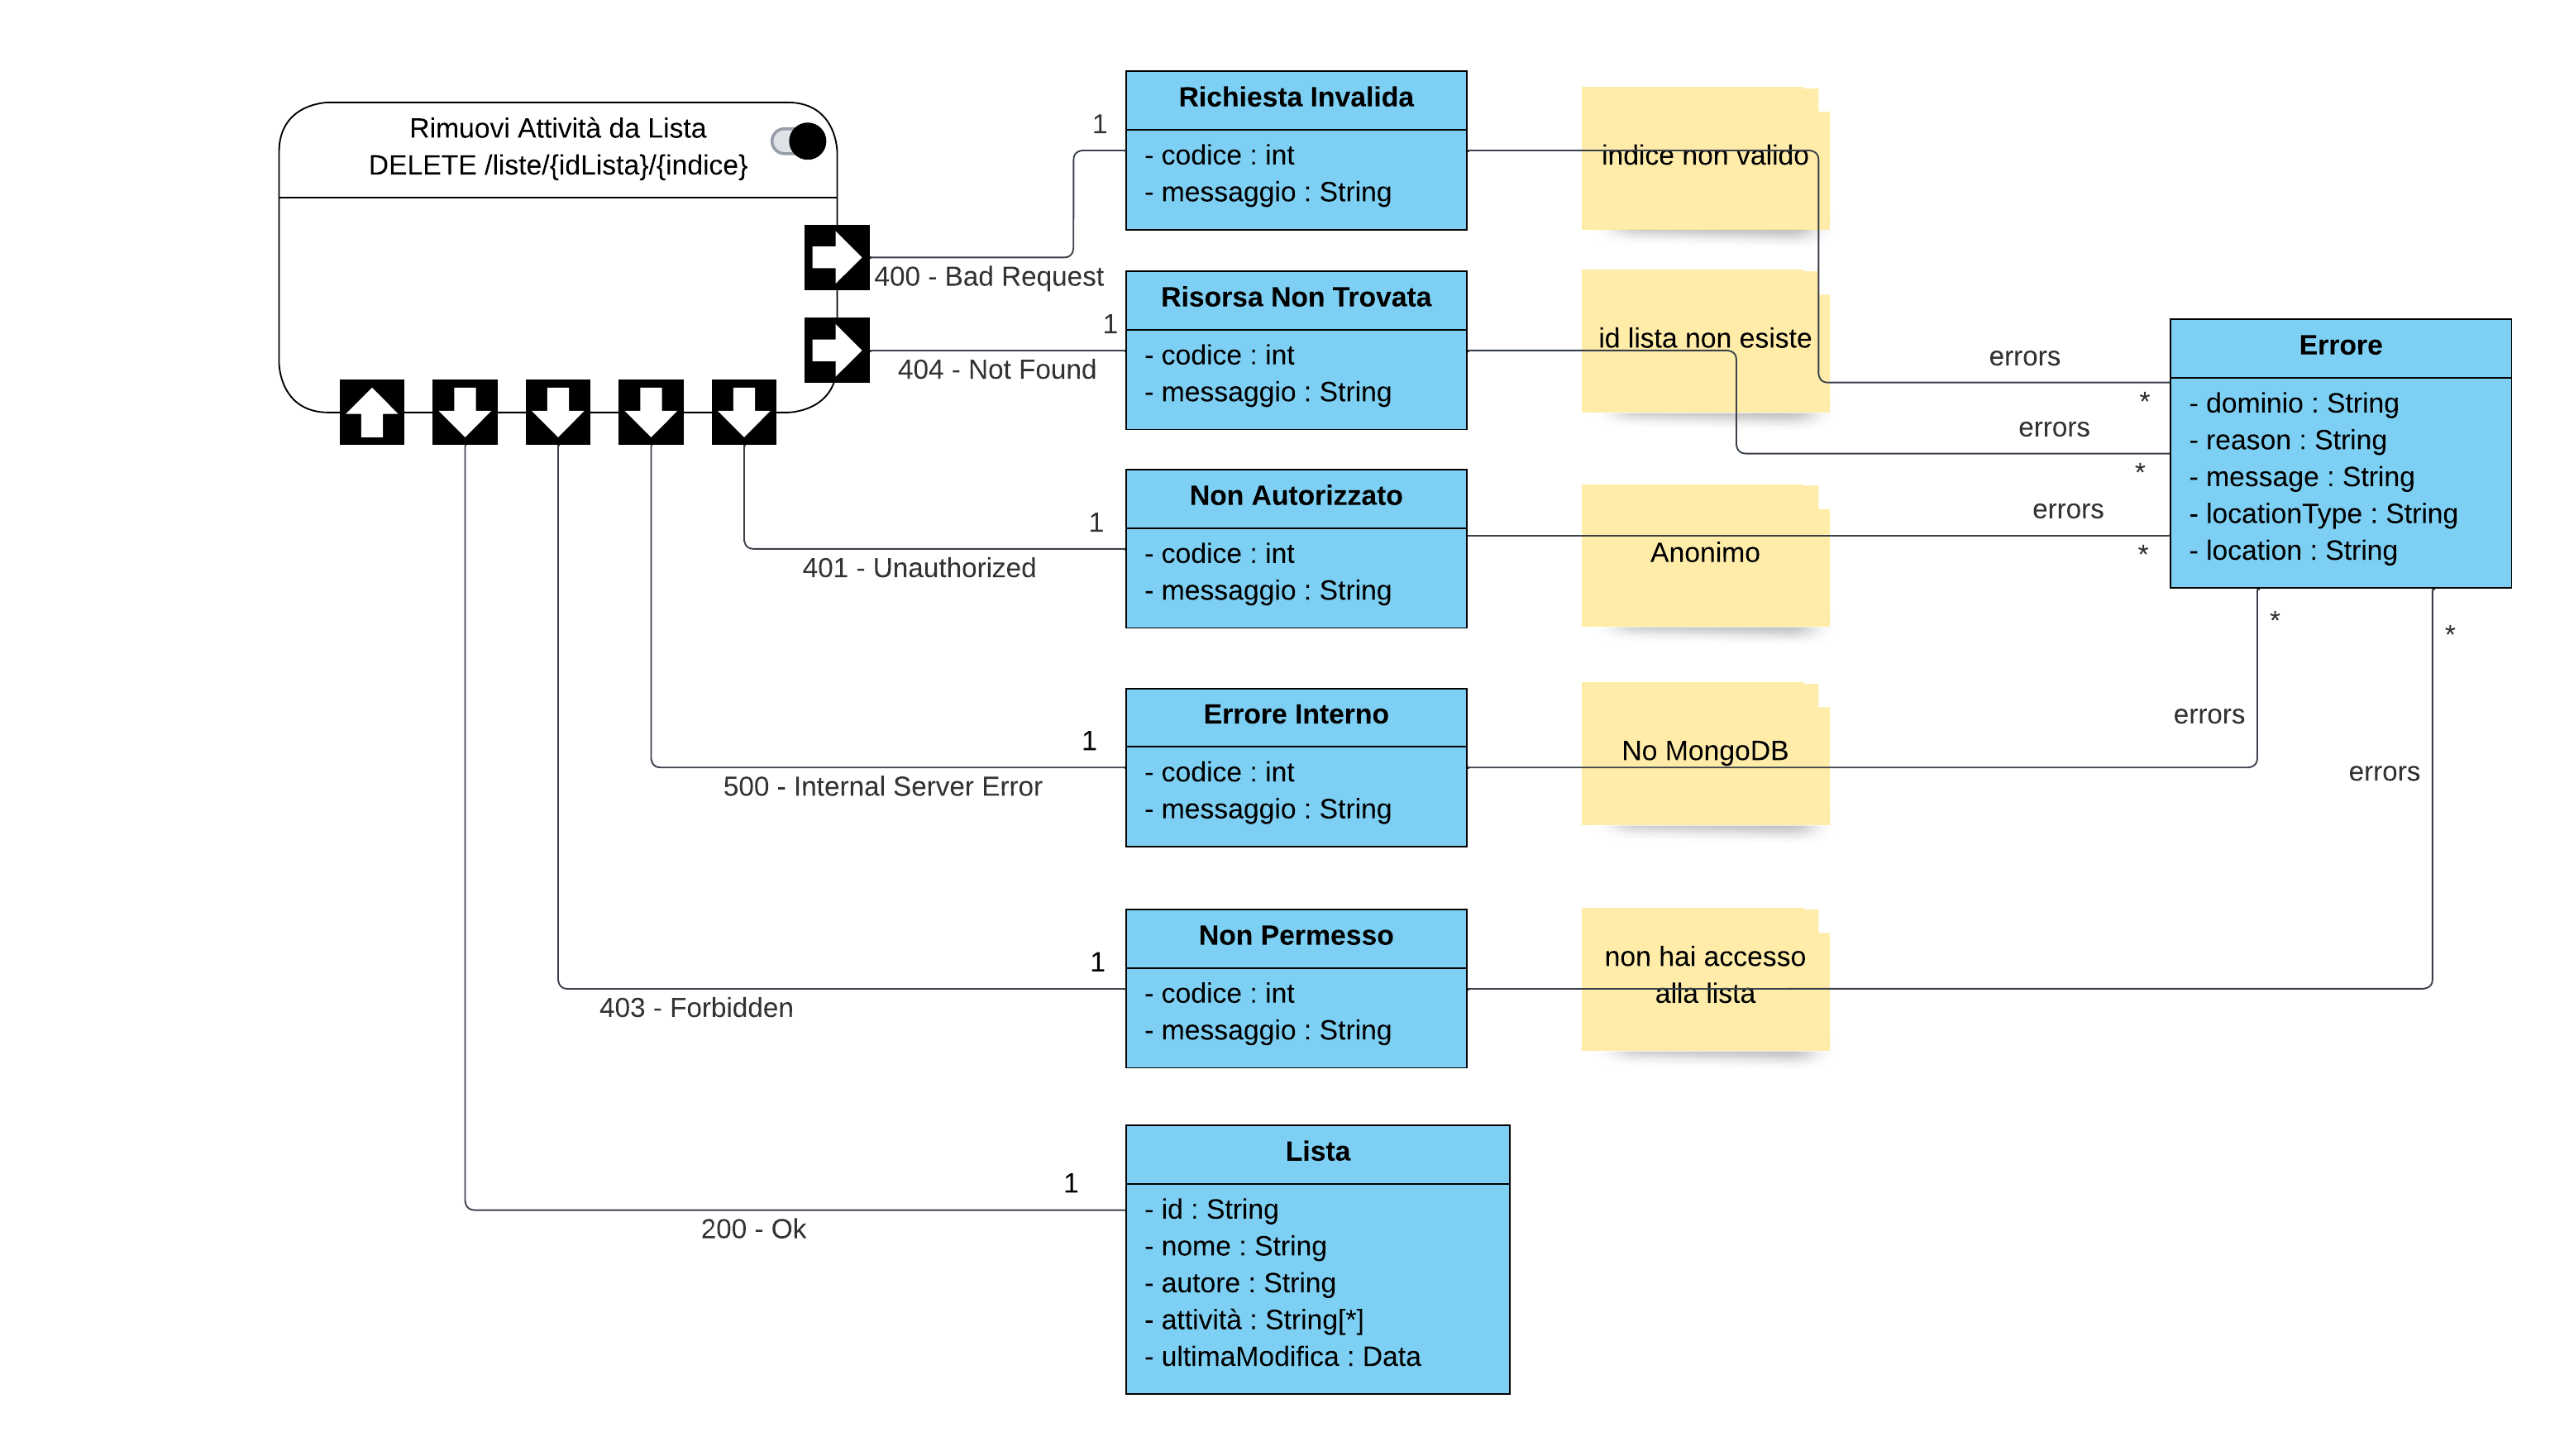 Rimuovi Attività da Lista
DELETE /liste/{idLista}/{indice}
1
400 - Bad Request
1
404 - Not Found
1
401 - Unauthorized
1
500 - Internal Server Error
1
403 - Forbidden
1
200 - Ok
Richiesta Invalida
- codice : int
- messaggio : String
Risorsa Non Trovata
- codice : int
- messaggio : String
Non Autorizzato
- codice : int
- messaggio : String
Errore Interno
- codice : int
- messaggio : String
Non Permesso
- codice : int
- messaggio : String
Lista
- id : String
- nome : String
- autore : String
- attività : String[*]
- ultimaModifica : Data
indice non valido
id lista non esiste
Anonimo
No MongoDB
non hai accesso
alla lista
errors
*
errors
*
errors
*
Errore
- dominio : String
- reason : String
- message : String
- locationType : String
- location : String
*
*
errors
errors